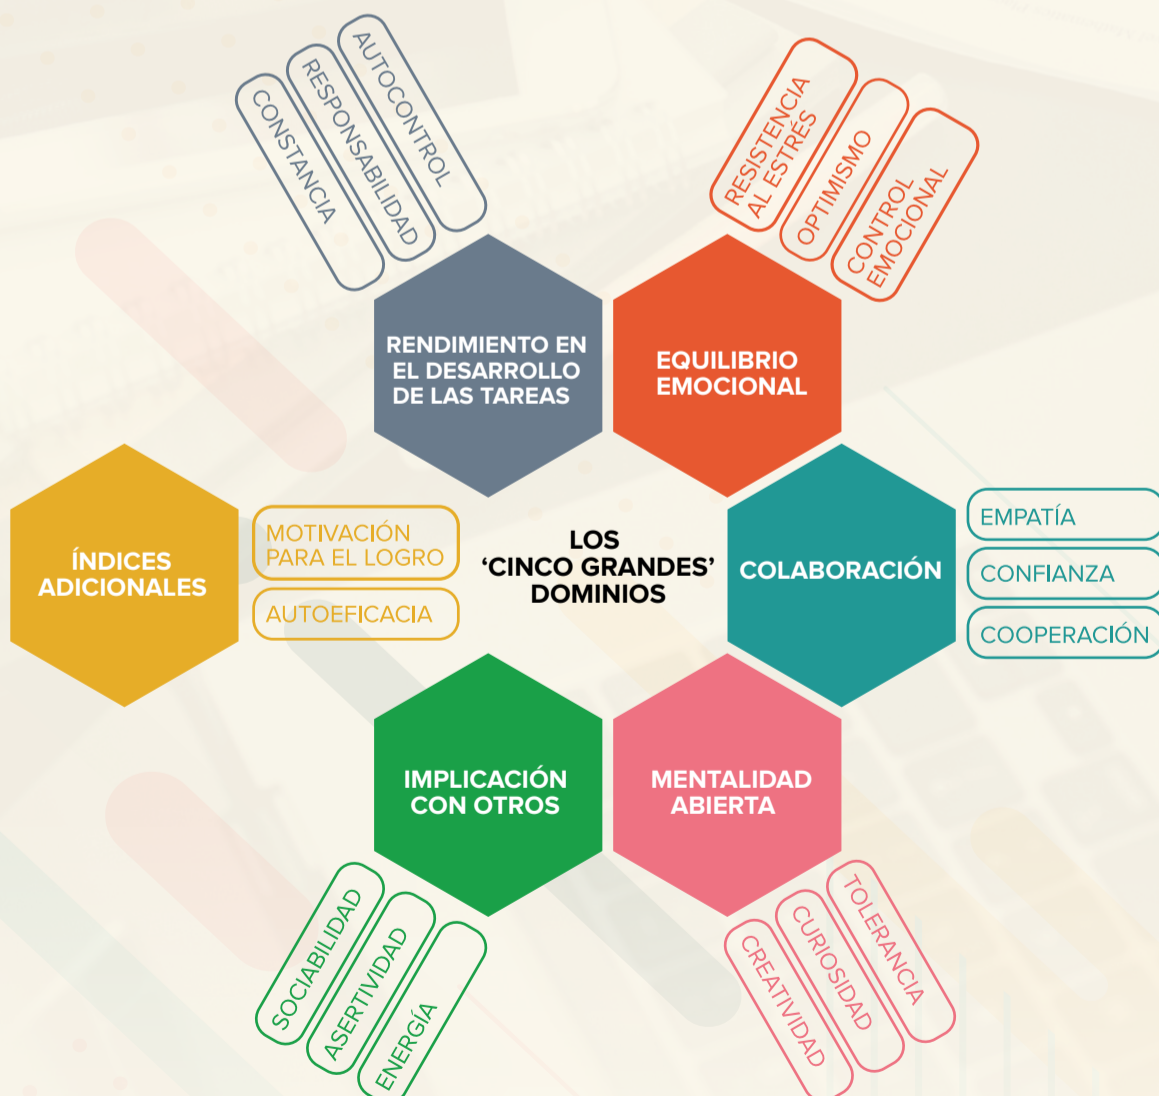 AUTOCONTROL
RESPONSABILIDAD
CONSTANCIA
RESISTENCIA
AL ESTRÉS
OPTIMISMO
CONTROL
EMOCIONAL
RENDIMIENTO EN
EL DESARROLLO
DE LAS TAREAS
EQUILIBRIO
EMOCIONAL
ÍNDICES
ADICIONALES
MOTIVACIÓN
PARA EL LOGRO
AUTOEFICACIA
LOS
‘CINCO GRANDES’
DOMINIOS
COLABORACIÓN
EMPATÍA
CONFIANZA
COOPERACIÓN
IMPLICACIÓN
CON OTROS
MENTALIDAD
ABIERTA
SOCIABILIDAD
ASERTIVIDAD
ENERGÍA
CREATIVIDAD
CURIOSIDAD
TOLERANCIA